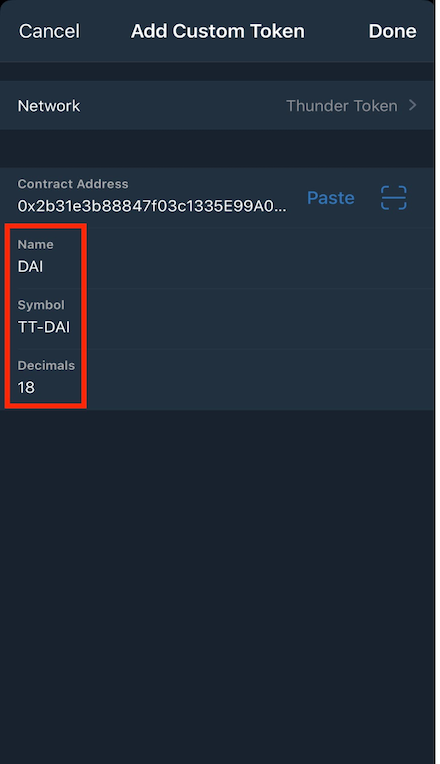 Cancel Add Custom Token Done
Network Thunder Token >
Contract Address
0x2b31e3b88847f03c1335E99A0... Paste
Name
DAI
Symbol
TT-DAI
Decimals
18